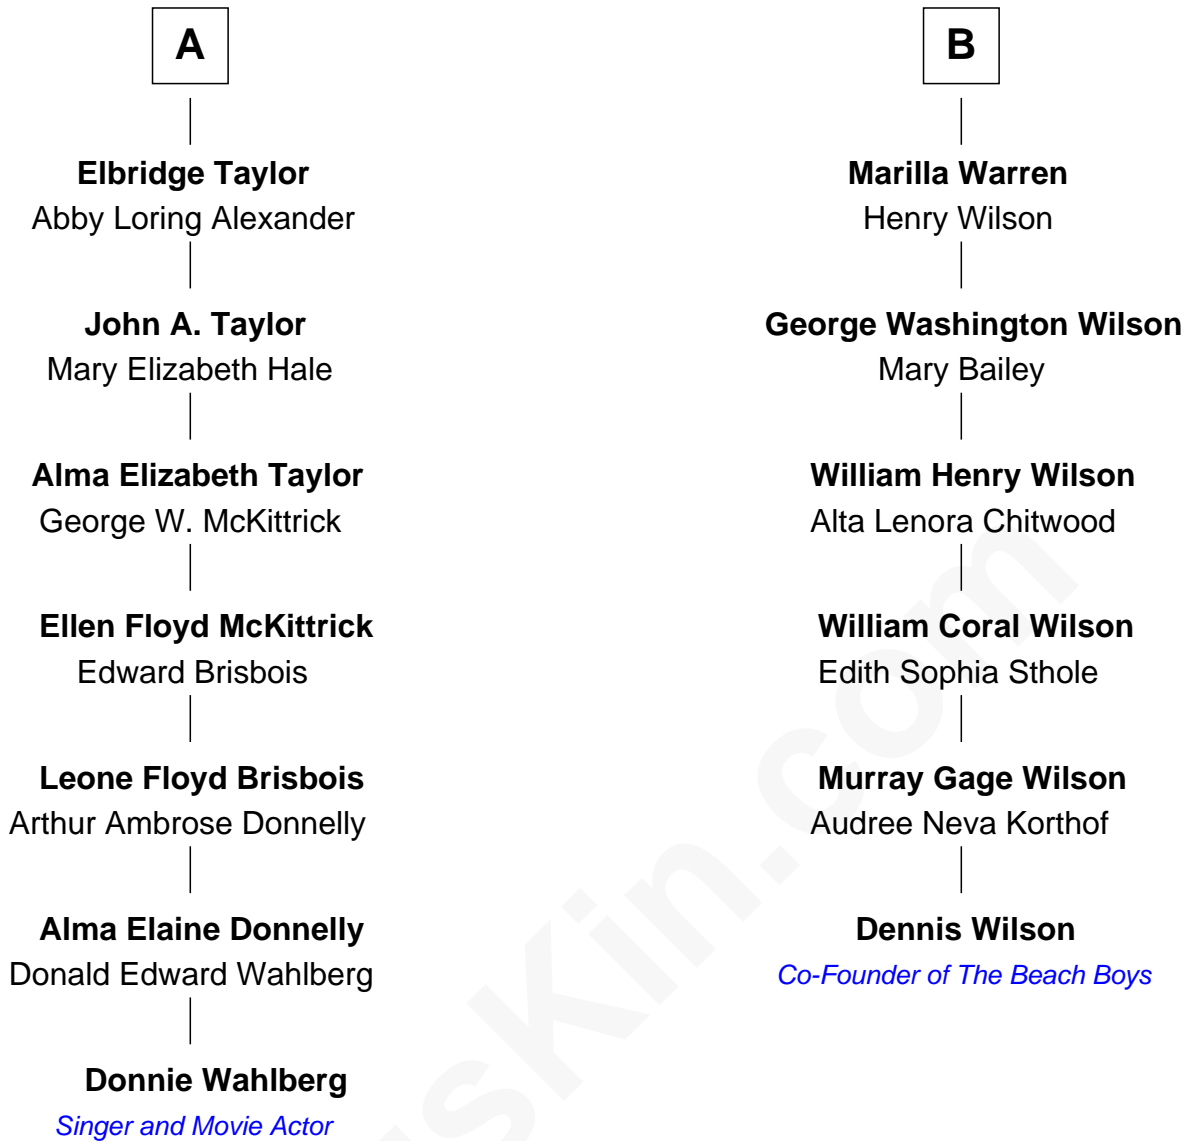 A
Elbridge Taylor
Abby Loring Alexander
John A. Taylor
Mary Elizabeth Hale
Alma Elizabeth Taylor
George W. McKittrick
Ellen Floyd McKittrick
Edward Brisbois
Leone Floyd Brisbois
Arthur Ambrose Donnelly
Alma Elaine Donnelly
Donald Edward Wahlberg
Donnie Wahlberg
Singer and Movie Actor
B
Marilla Warren
Henry Wilson
George Washington Wilson
Mary Bailey
William Henry Wilson
Alta Lenora Chitwood
William Coral Wilson
Edith Sophia Sthole
Murray Gage Wilson
Audree Neva Korthof
Dennis Wilson
Co-Founder of The Beach Boys
usKin.com